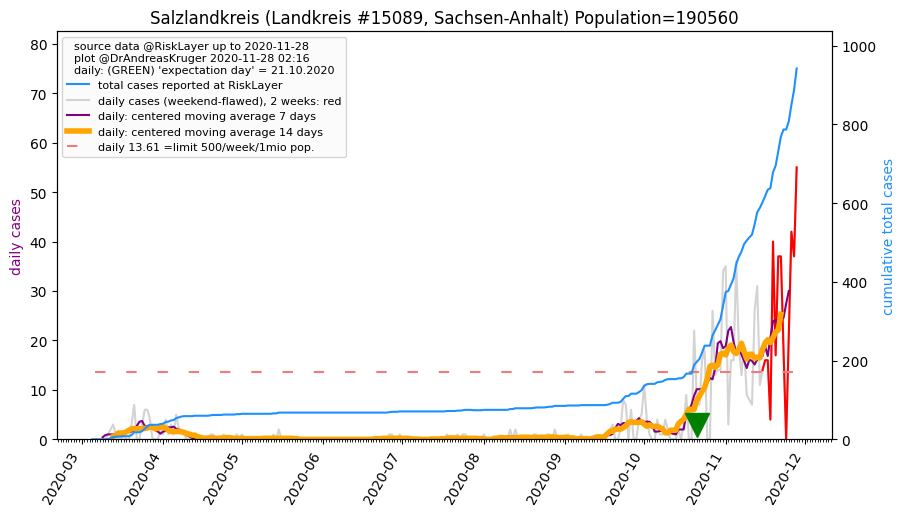 Salzlandkreis (Landkreis #15089, Sachsen-Anhalt) Population=190560
source data @RiskLayer up to 2020-11-28
plot @DrAndreasKruger 2020-11-28 02:16
daily: (GREEN) 'expectation day' = 21.10.2020
total cases reported at RiskLayer
daily cases (weekend-flawed), 2 weeks: red
daily: centered moving average 7 days
daily: centered moving average 14 days
daily 13.61 =limit 500/week/1mio pop.
daily cases
80
70
60
50
40
30
20
10
0
cumulative total cases
1000
800
600
400
200
0
2020-03
2020-04
2020-05
2020-06
2020-07
2020-08
2020-09
2020-10
2020-11
2020-12